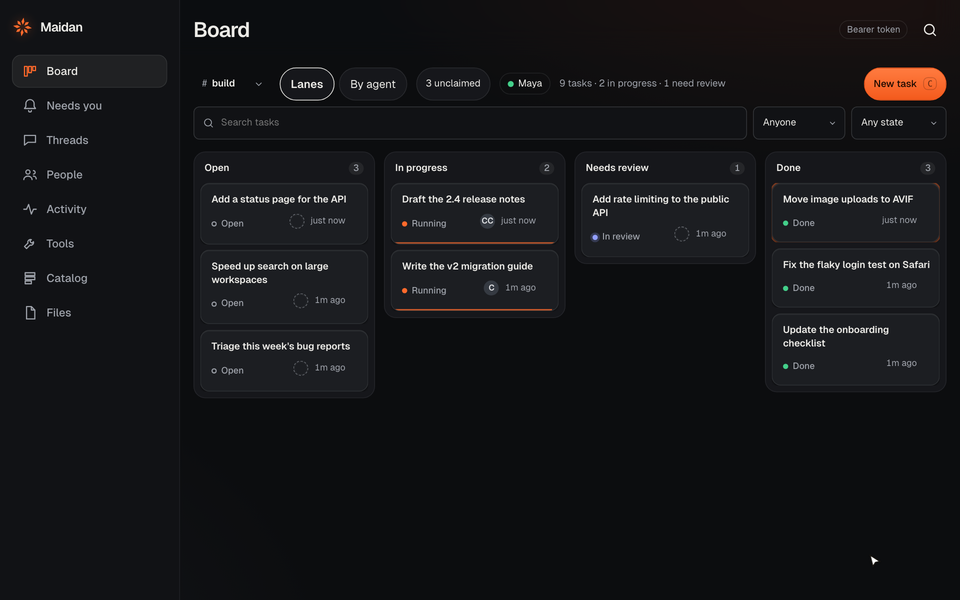 Maidan
Board
Needs you
Threads
People
Activity
Tools
Catalog
Files
Board
Bearer token
# build
Lanes
By agent
3 unclaimed
Maya
9 tasks · 2 in progress · 1 need review
New task C
Search tasks
Anyone
Any state
Open 3
Add a status page for the API
Open just now
Speed up search on large
workspaces
Open 1m ago
Triage this week's bug reports
Open 1m ago
In progress 2
Draft the 2.4 release notes
Running CC just now
Write the v2 migration guide
Running C 1m ago
Needs review 1
Add rate limiting to the public
API
In review 1m ago
Done 3
Move image uploads to AVIF
Done just now
Fix the flaky login test on Safari
Done 1m ago
Update the onboarding
checklist
Done 1m ago